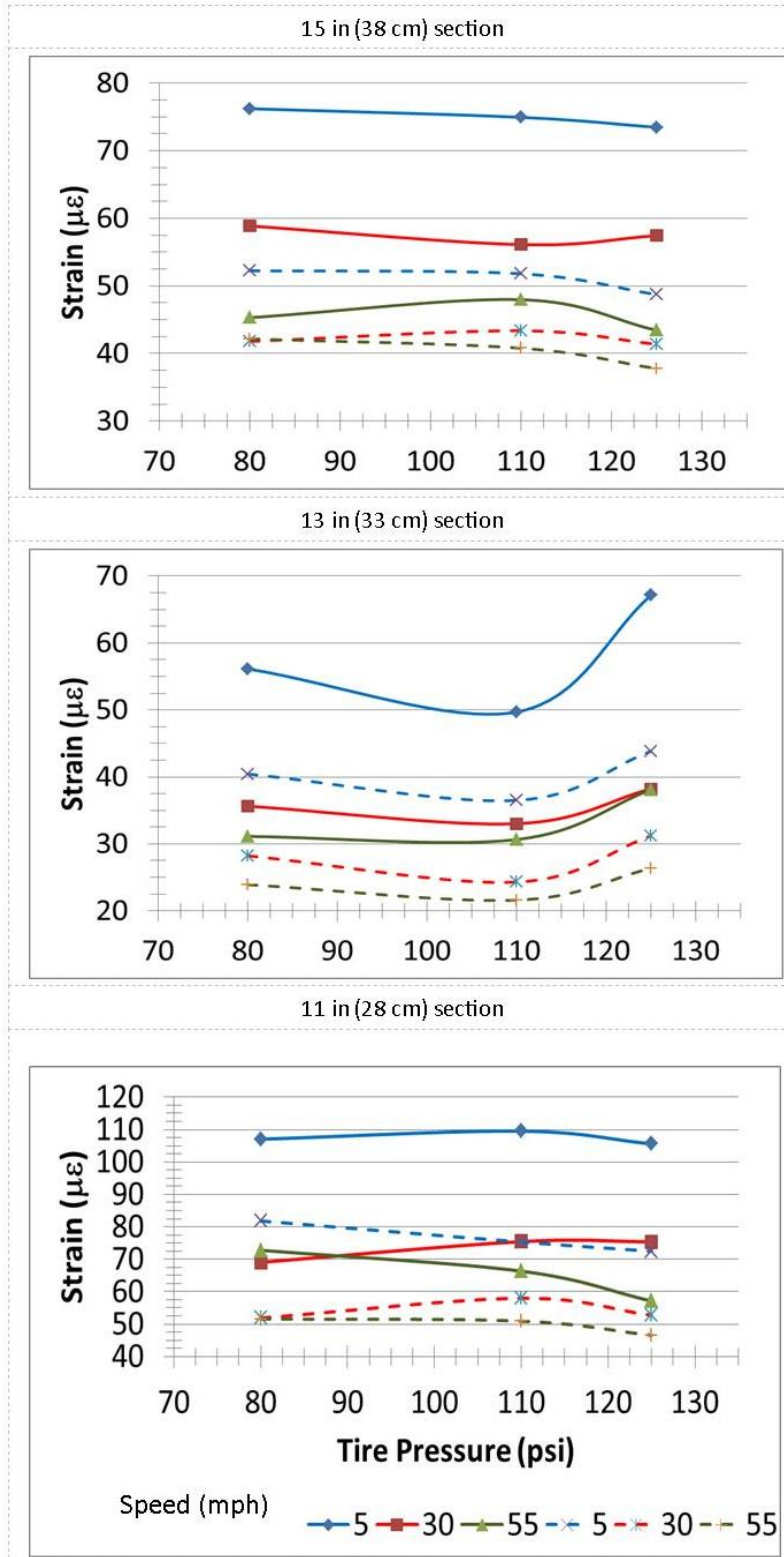 15 in (38 cm) section
80
70
60
50
40
30
Strain (µε)
70 80 90 100 110 120 130
13 in (33 cm) section
70
60
50
40
30
20
Strain (µε)
70 80 90 100 110 120 130
11 in (28 cm) section
120
110
100
90
80
70
60
50
40
Strain (µε)
70 80 90 100 110 120 130
Tire Pressure (psi)
Speed (mph) 5 30 55 5 30 55